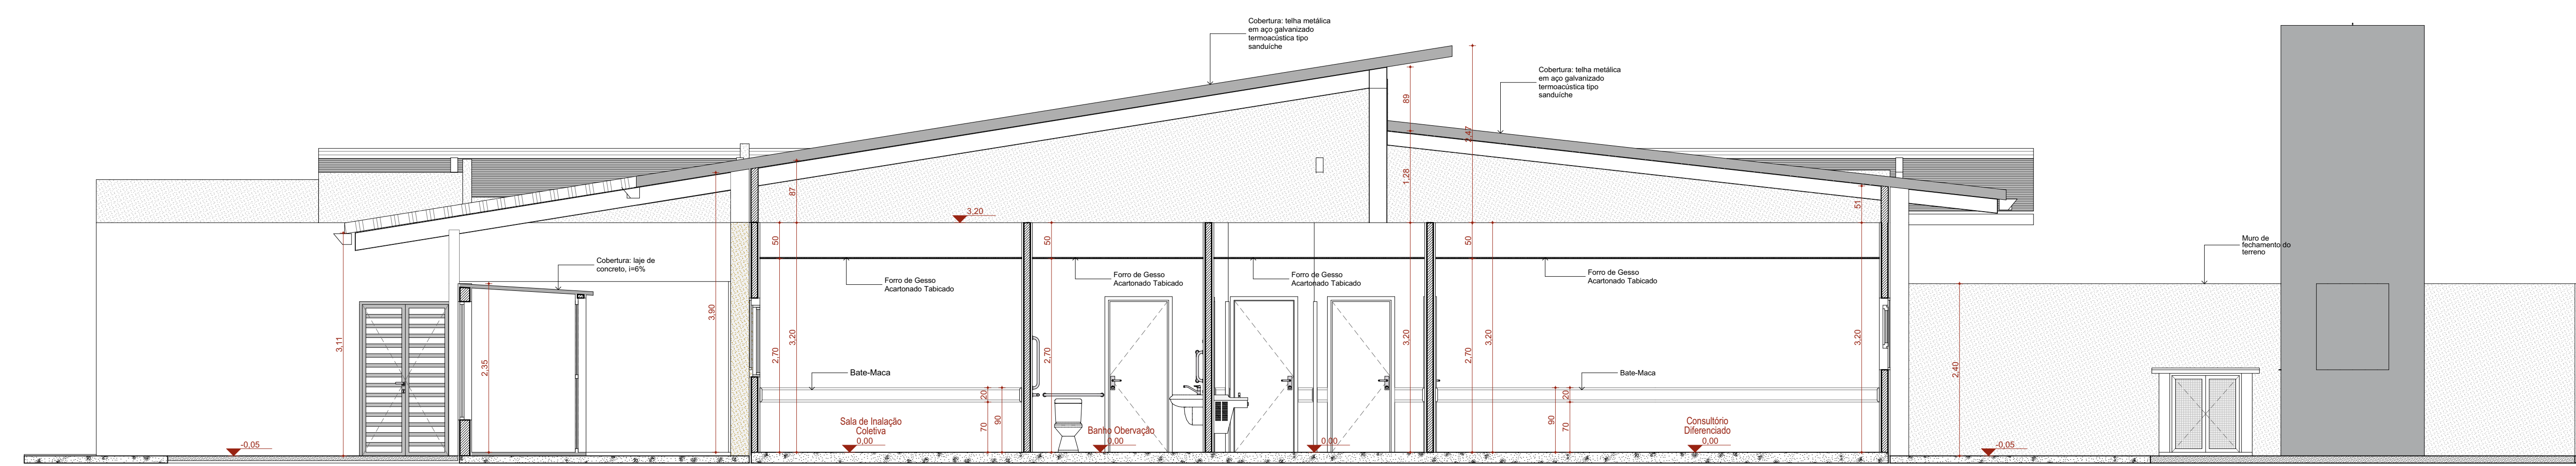 Cobertura: telha metálica
em aço galvanizado
termoacústica tipo
sanduíche
Cobertura: telha metálica
em aço galvanizado
termoacústica tipo
sanduíche
89
2,47
1,28
87
51
3,20
50
50
50
Muro de
fechamento do
terreno
Cobertura: laje de
concreto, i=6%
Forro de Gesso
Acartonado Tabicado
Forro de Gesso
Acartonado Tabicado
Forro de Gesso
Acartonado Tabicado
Forro de Gesso
Acartonado Tabicado
3,11
2,35
3,90
2,70
3,20
2,70
3,20
2,70
3,20
3,20
2,40
Bate-Maca
Bate-Maca
20
70
90
90
20
70
Sala de Inalação
Coletiva
0,00
Banho Obervação
0,00
0,00
Consultório
Diferenciado
0,00
-0,05
-0,05